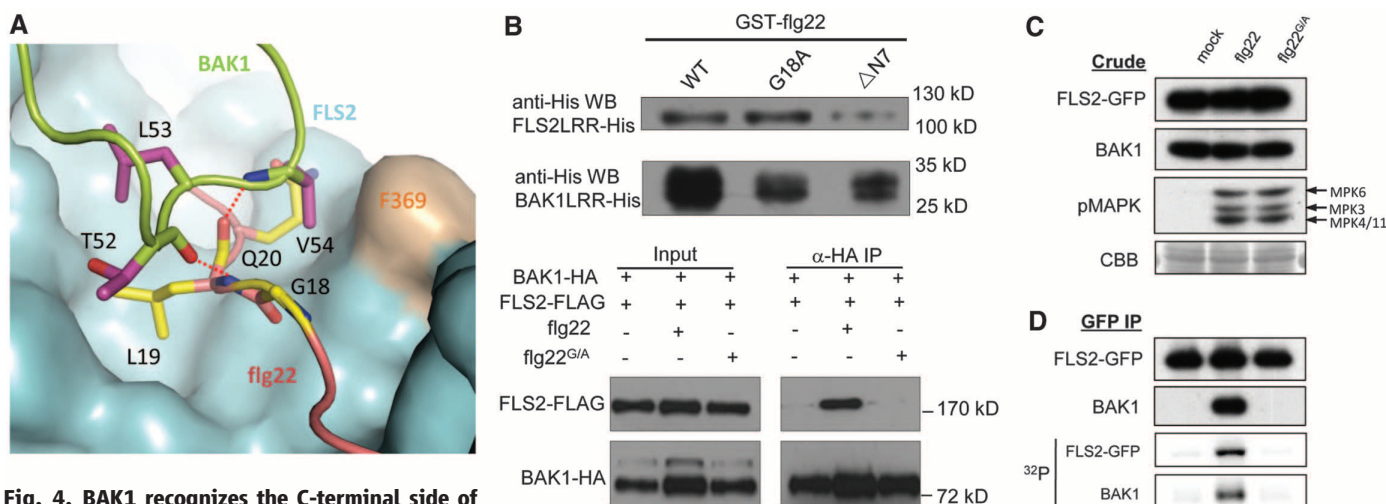 A
BAK1
FLS2
L53
F369
T52
V54
Q20
G18
L19
flg22
Fig. 4. BAK1 recognizes the C-terminal side of
B
GST-flg22
WT G18A △N7
anti-His WB
FLS2LRR-His
130 kD
100 kD
anti-His WB
BAK1LRR-His
35 kD
25 kD
Input α-HA IP
BAK1-HA + + + + + +
FLS2-FLAG + + + + + +
flg22 - + - - + -
flg22G/A - - + - - +
FLS2-FLAG
170 kD
BAK1-HA
72 kD
C
Crude mock flg22 flg22G/A
FLS2-GFP
BAK1
pMAPK
MPK6
MPK3
MPK4/11
CBB
D
GFP IP
FLS2-GFP
BAK1
32P
FLS2-GFP
BAK1